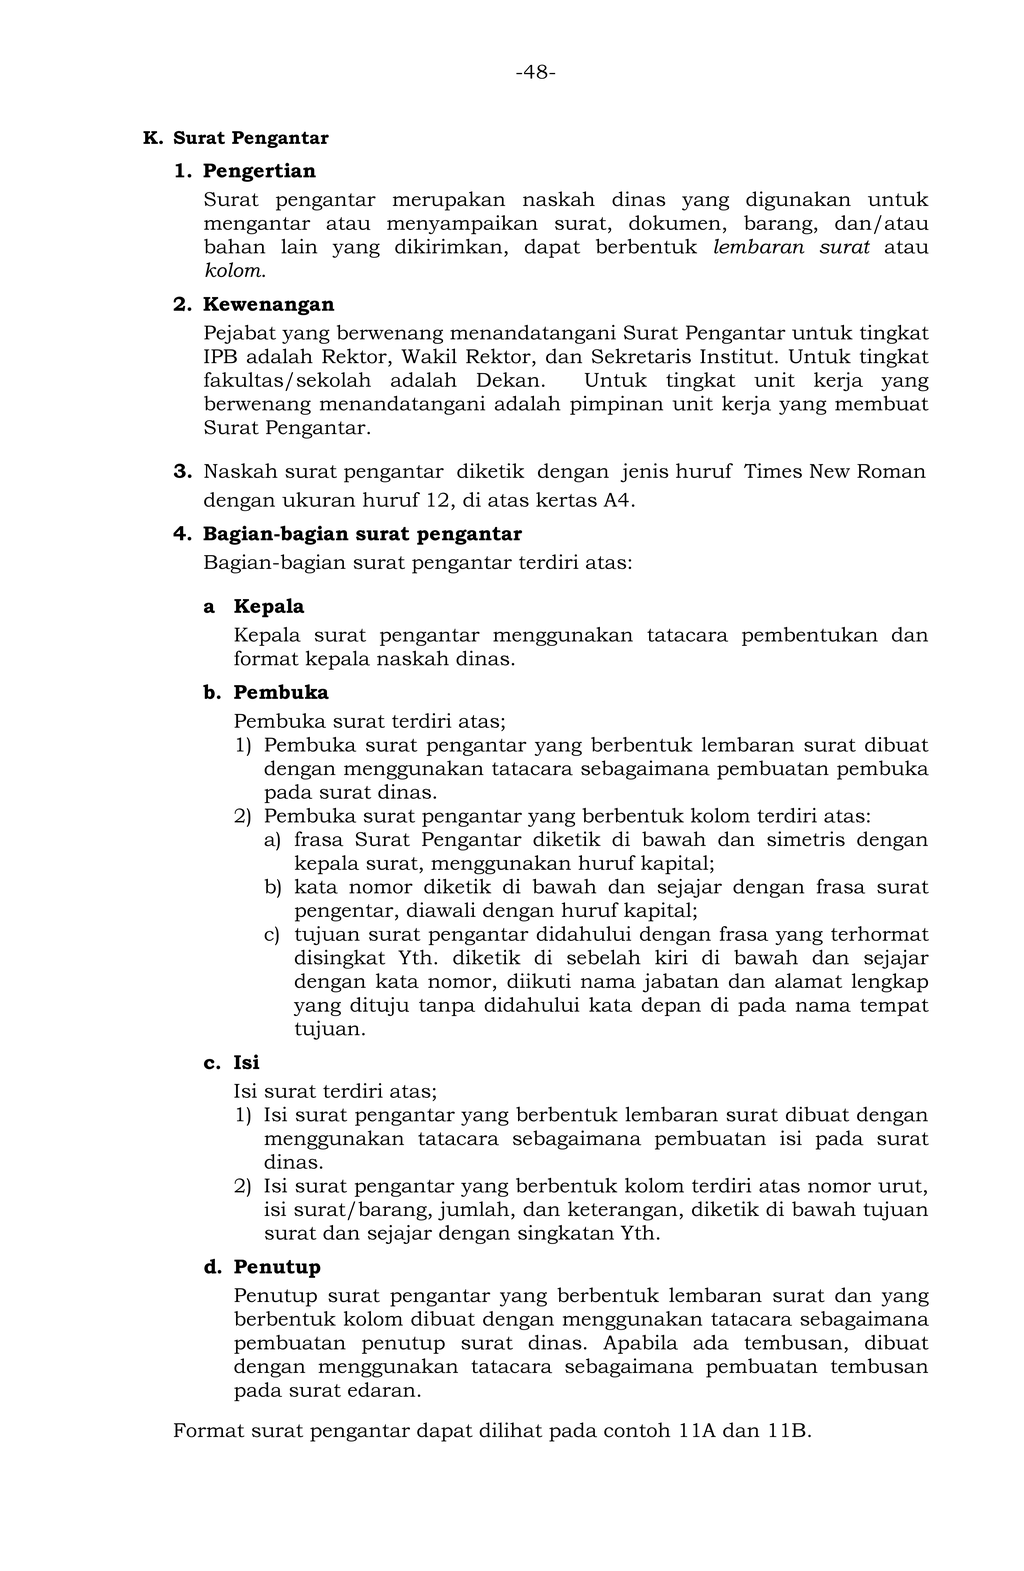 -48-
K. Surat Pengantar
1. Pengertian
Surat pengantar merupakan naskah dinas yang digunakan untuk
mengantar atau menyampaikan surat, dokumen, barang, dan/atau
bahan lain yang dikirimkan, dapat berbentuk lembaran surat atau
kolom.
2. Kewenangan
Pejabat yang berwenang menandatangani Surat Pengantar untuk tingkat
IPB adalah Rektor, Wakil Rektor, dan Sekretaris Institut. Untuk tingkat
fakultas/sekolah adalah Dekan. Untuk tingkat unit kerja yang
berwenang menandatangani adalah pimpinan unit kerja yang membuat
Surat Pengantar.
3. Naskah surat pengantar diketik dengan jenis huruf Times New Roman
dengan ukuran huruf 12, di atas kertas A4.
4. Bagian-bagian surat pengantar
Bagian-bagian surat pengantar terdiri atas:
a Kepala
Kepala surat pengantar menggunakan tatacara pembentukan dan
format kepala naskah dinas.
b. Pembuka
Pembuka surat terdiri atas;
1) Pembuka surat pengantar yang berbentuk lembaran surat dibuat
dengan menggunakan tatacara sebagaimana pembuatan pembuka
pada surat dinas.
2) Pembuka surat pengantar yang berbentuk kolom terdiri atas:
a) frasa Surat Pengantar diketik di bawah dan simetris dengan
kepala surat, menggunakan huruf kapital;
b) kata nomor diketik di bawah dan sejajar dengan frasa surat
pengentar, diawali dengan huruf kapital;
c) tujuan surat pengantar didahului dengan frasa yang terhormat
disingkat Yth. diketik di sebelah kiri di bawah dan sejajar
dengan kata nomor, diikuti nama jabatan dan alamat lengkap
yang dituju tanpa didahului kata depan di pada nama tempat
tujuan.
c. Isi
Isi surat terdiri atas;
1) Isi surat pengantar yang berbentuk lembaran surat dibuat dengan
menggunakan tatacara sebagaimana pembuatan isi pada surat
dinas.
2) Isi surat pengantar yang berbentuk kolom terdiri atas nomor urut,
isi surat/barang, jumlah, dan keterangan, diketik di bawah tujuan
surat dan sejajar dengan singkatan Yth.
d. Penutup
Penutup surat pengantar yang berbentuk lembaran surat dan yang
berbentuk kolom dibuat dengan menggunakan tatacara sebagaimana
pembuatan penutup surat dinas. Apabila ada tembusan, dibuat
dengan menggunakan tatacara sebagaimana pembuatan tembusan
pada surat edaran.
Format surat pengantar dapat dilihat pada contoh 11A dan 11B.